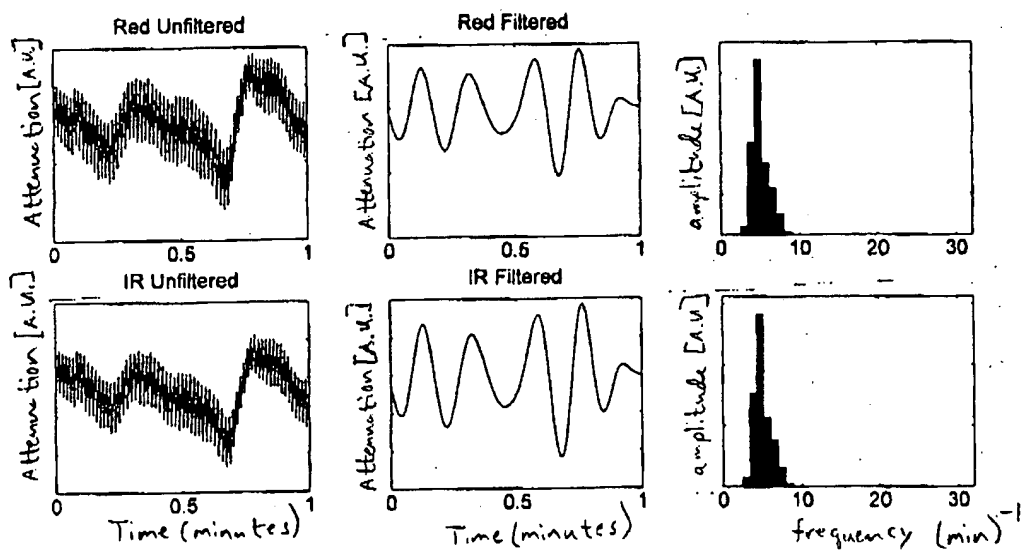 Red Unfiltered
Attenuation [A.U.]
0 0.5 1
Red Filtered
Attenuation [A.U.]
0 0.5 1
amplitude [A.U.]
0 10 20 30
IR Unfiltered
Attenuation [A.U.]
0 0.5 1
Time (minutes)
IR Filtered
Attenuation [A.U.]
0 0.5 1
Time (minutes)
amplitude [A.U]
0 10 20 30
frequency (min)⁻¹